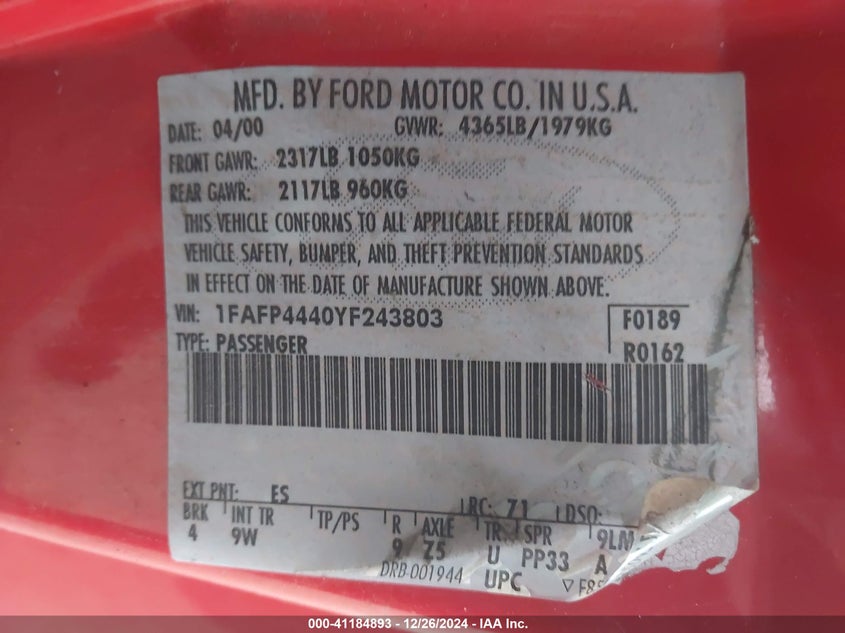 MFD. BY FORD MOTOR CO. IN U.S.A.
DATE: 04/00 GVWR: 4365LB/1979KG
FRONT GAWR: 2317LB 1050KG
REAR GAWR: 2117LB 960KG
THIS VEHICLE CONFORMS TO ALL APPLICABLE FEDERAL MOTOR
VEHICLE SAFETY, BUMPER, AND THEFT PREVENTION STANDARDS
IN EFFECT ON THE DATE OF MANUFACTURE SHOWN ABOVE.
VIN: 1FAFP4440YF243803 F0189
TYPE: PASSENGER R0162
EXT PNT: ES RC: 71 DSO:
BRK INT TR TP/PS R AXLE TR SPR 9LM
4 9W 9 Z5 U PP33 A
DRB 001944 UPC
000-41184893 - 12/26/2024 - IAA Inc.